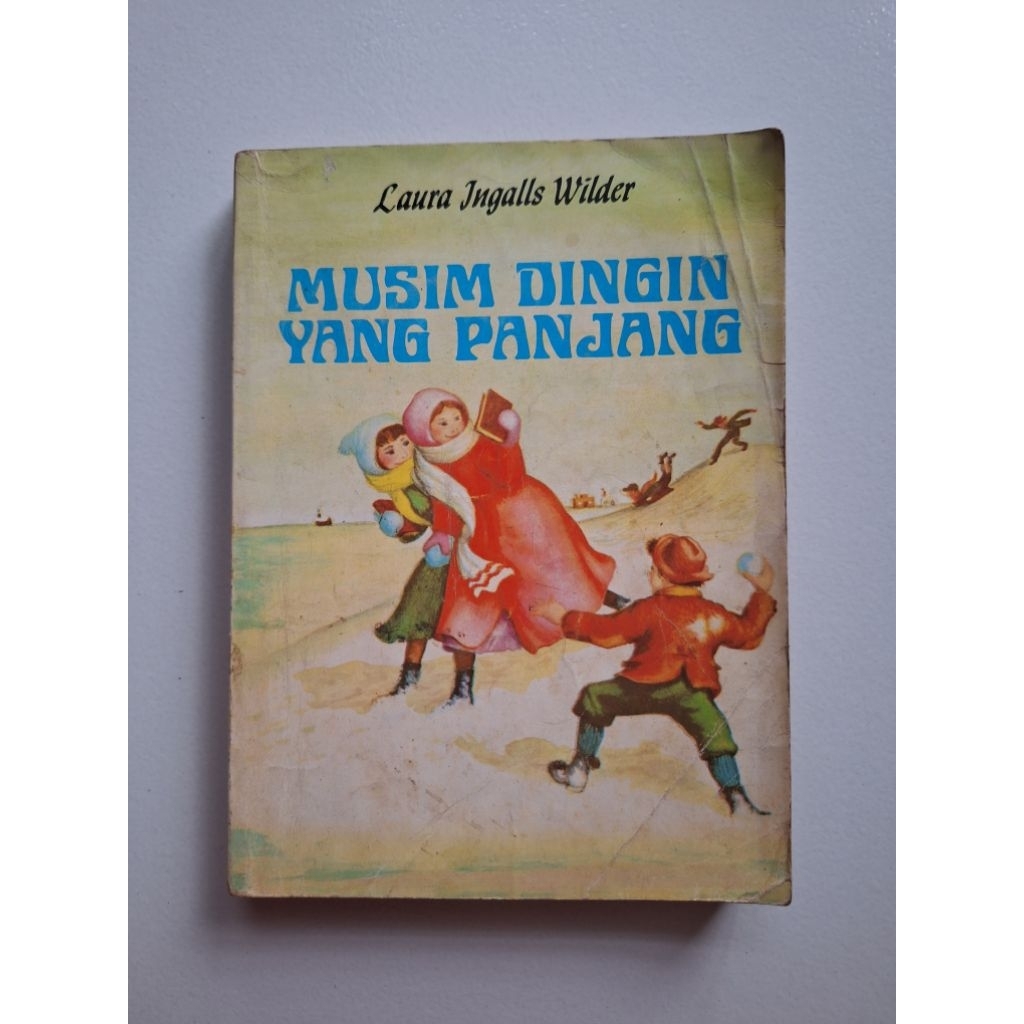 Laura Ingalls Wilder
MUSIM DINGIN
YANG PANJANG